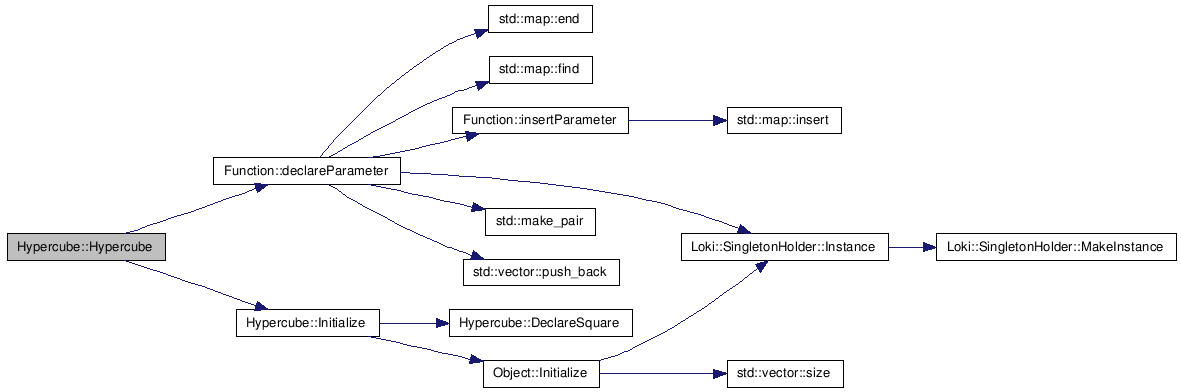 std::map::end
std::map::find
Function::insertParameter
std::map::insert
Function::declareParameter
std::make_pair
Hypercube::Hypercube
Loki::SingletonHolder::Instance
Loki::SingletonHolder::MakeInstance
std::vector::push_back
Hypercube::Initialize
Hypercube::DeclareSquare
Object::Initialize
std::vector::size